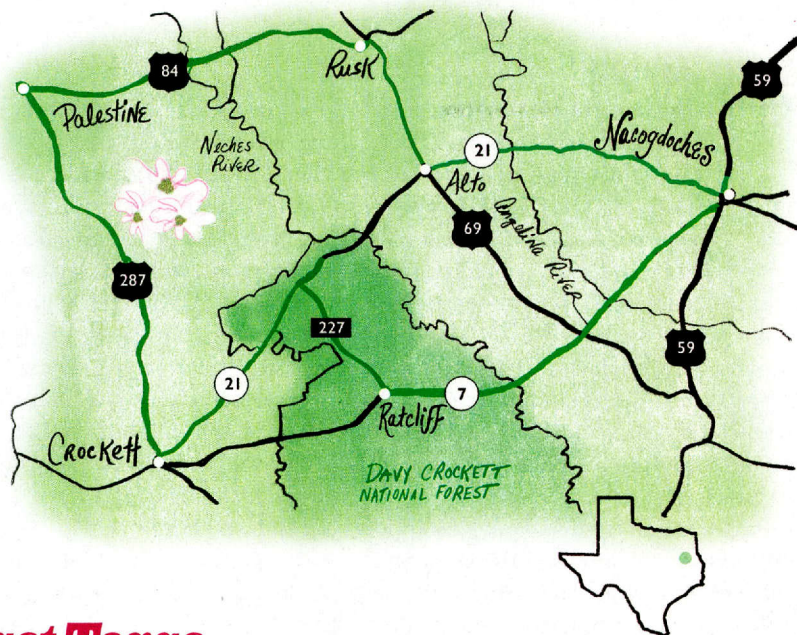 59
84
Rusk
Palestine
Neches
River
21
Nacogdoches
Alto
69
Angelina River
287
227
59
21
7
Ratcliff
Crockett
Davy Crockett
National Forest